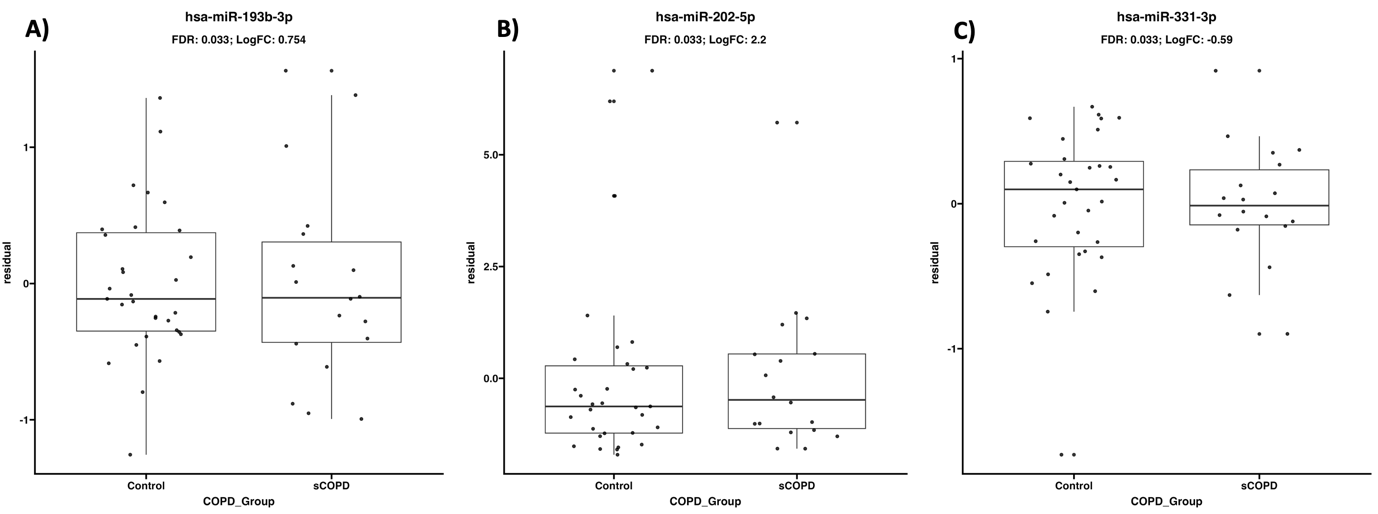 A)
hsa-miR-193b-3p
FDR: 0.033; LogFC: 0.754
residual
1
0
-1
Control
sCOPD
COPD_Group
B)
hsa-miR-202-5p
FDR: 0.033; LogFC: 2.2
residual
5.0
2.5
0.0
Control
sCOPD
COPD_Group
C)
hsa-miR-331-3p
FDR: 0.033; LogFC: -0.59
residual
1
0
-1
Control
sCOPD
COPD_Group